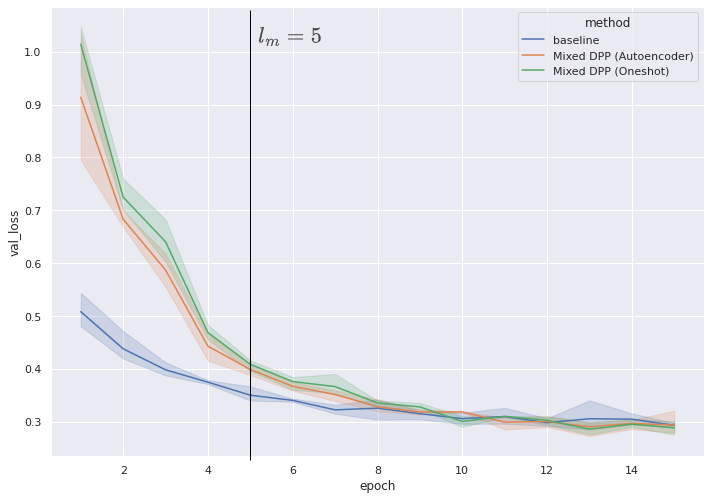 l_m = 5
method
baseline
Mixed DPP (Autoencoder)
Mixed DPP (Oneshot)
1.0
0.9
0.8
0.7
0.6
0.5
0.4
0.3
val_loss
2 4 6 8 10 12 14
epoch